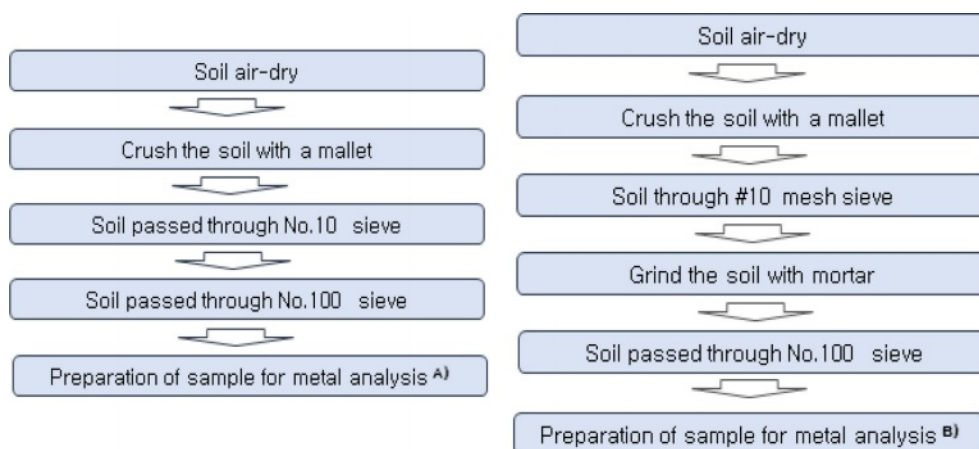 Soil air-dry
Crush the soil with a mallet
Soil passed through No.10 sieve
Soil passed through No.100 sieve
Preparation of sample for metal analysis A)
Soil air-dry
Crush the soil with a mallet
Soil through #10 mesh sieve
Grind the soil with mortar
Soil passed through No.100 sieve
Preparation of sample for metal analysis B)